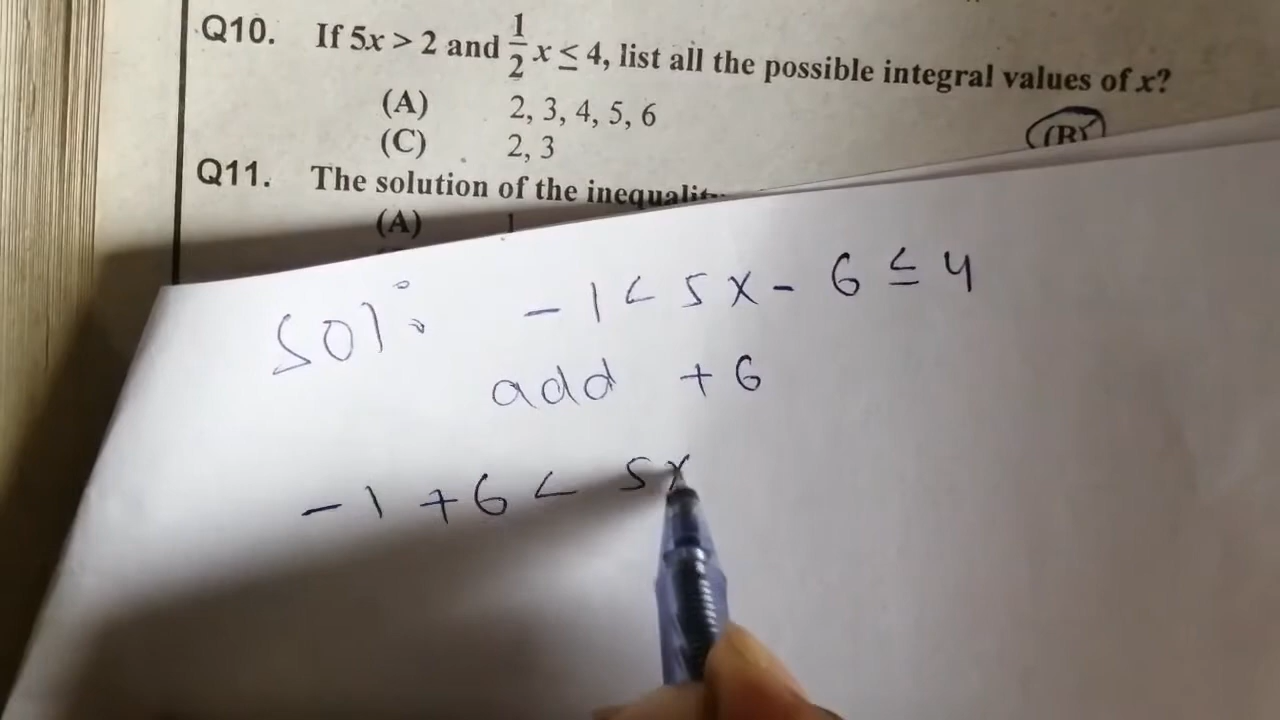 Q10. If 5x > 2 and 1/2 x ≤ 4, list all the possible integral values of x?
(A) 2, 3, 4, 5, 6
(B)
(C) 2, 3
Q11. The solution of the
(A) 1
Sol: -1 < 5x - 6 ≤ 4
add +6
-1 + 6 < 5x